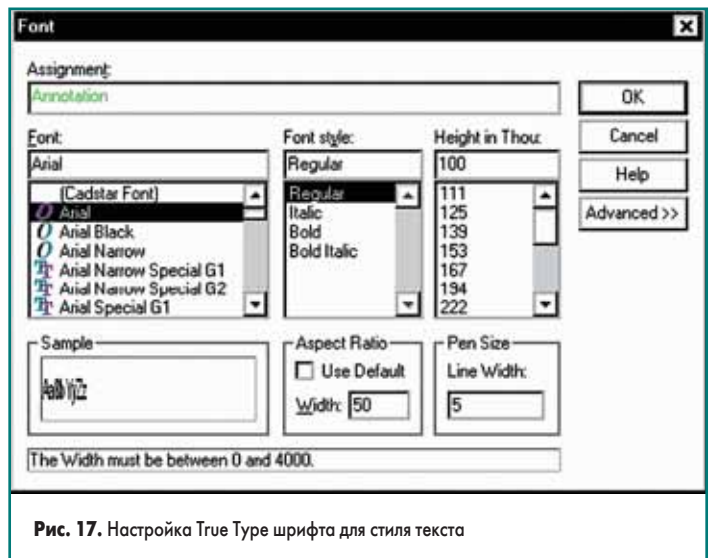 Font
Assignment:
Annotation
OK
Cancel
Help
Advanced >>
Font:
Arial
(Cadstar Font)
Arial
Arial Black
Arial Narrow
Arial Narrow Special G1
Arial Narrow Special G2
Arial Special G1
Font style:
Regular
Regular
Italic
Bold
Bold Italic
Height in Thou:
100
111
125
139
153
167
194
222
Sample
AaBb YyZz
Aspect Ratio
Use Default
Width: 50
Pen Size
Line Width:
5
The Width must be between 0 and 4000.
Рис. 17. Настройка True Type шрифта для стиля текста